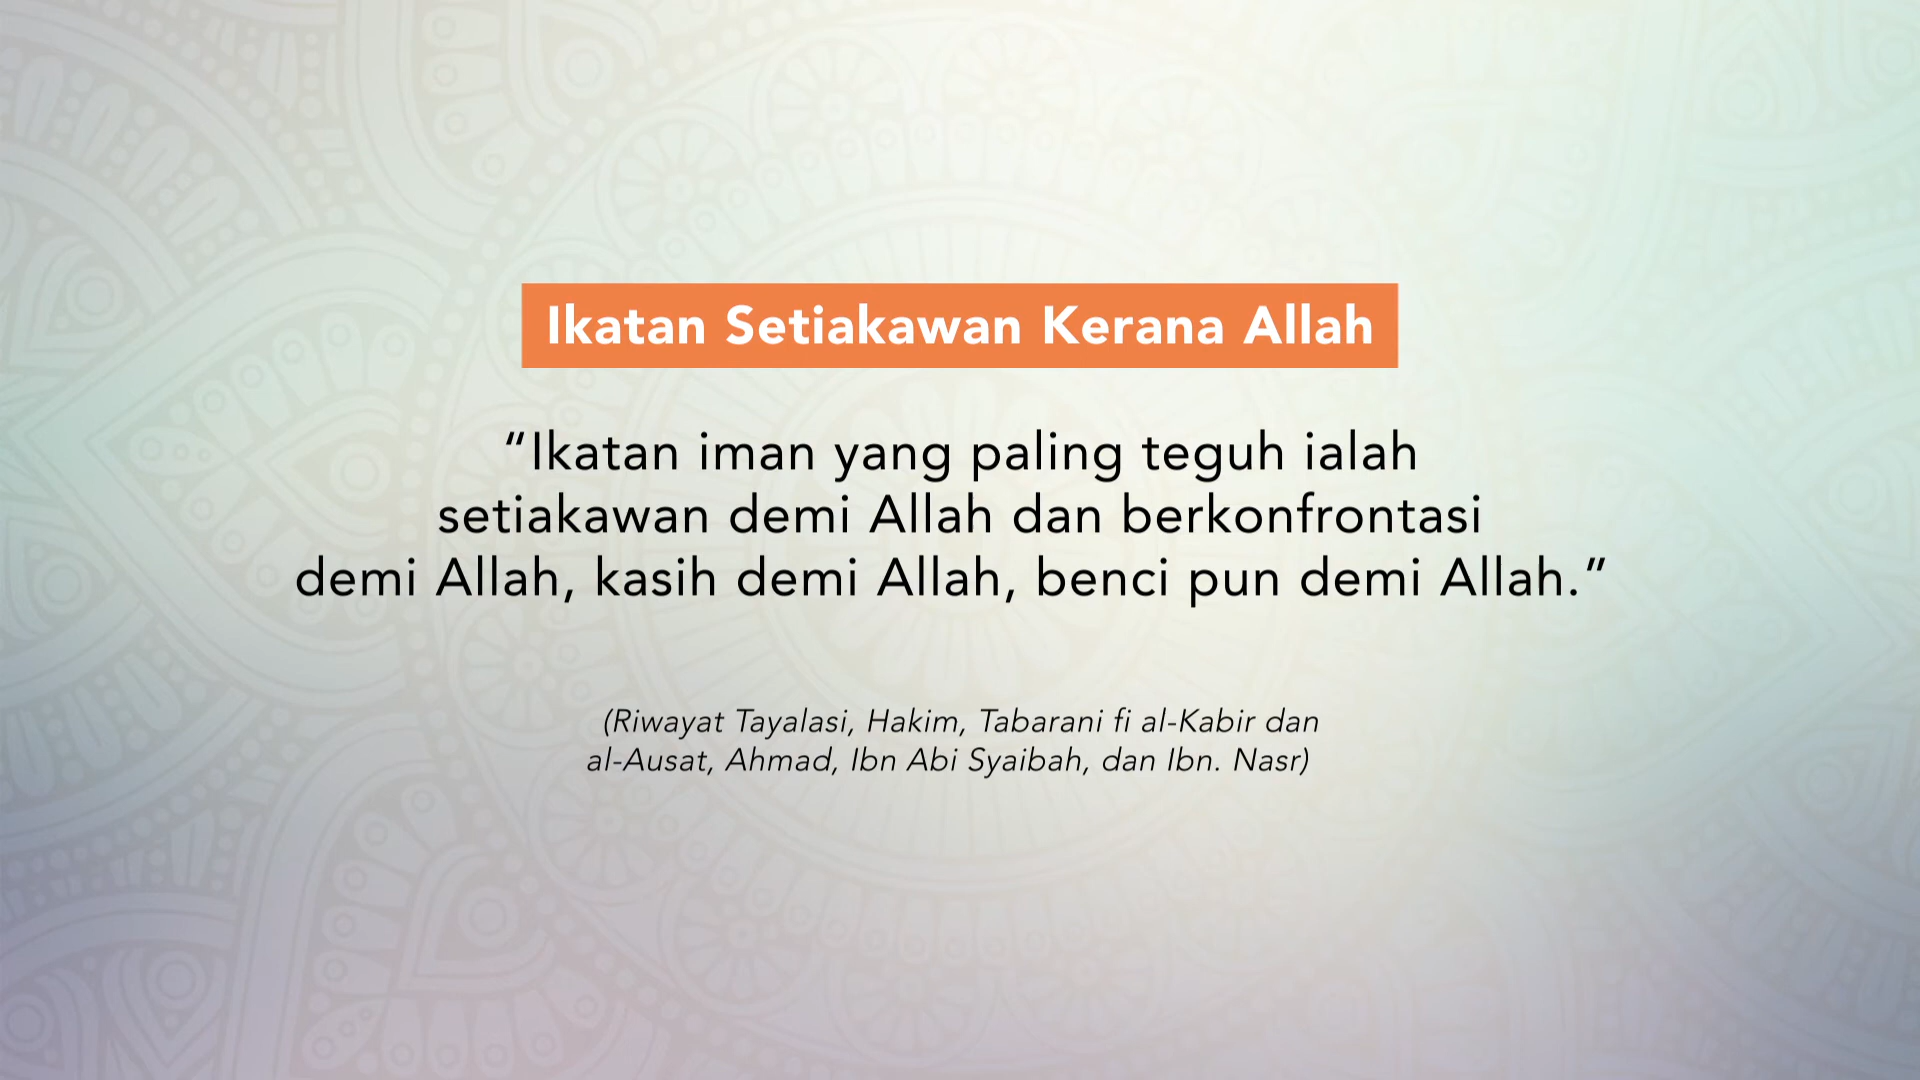 Ikatan Setiakawan Kerana Allah
“Ikatan iman yang paling teguh ialah
setiakawan demi Allah dan berkonfrontasi
demi Allah, kasih demi Allah, benci pun demi Allah.”
(Riwayat Tayalasi, Hakim, Tabarani fi al-Kabir dan
al-Ausat, Ahmad, Ibn Abi Syaibah, dan Ibn. Nasr)